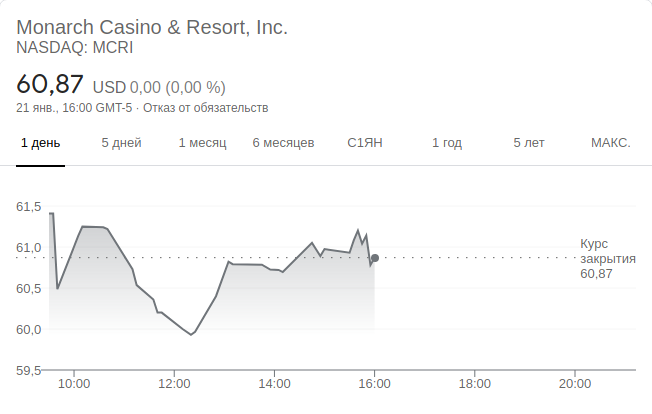 Monarch Casino & Resort, Inc.
NASDAQ: MCRI
60,87 USD 0,00 (0,00 %)
21 янв., 16:00 GMT-5 · Отказ от обязательств
1 день 5 дней 1 месяц 6 месяцев С1ЯН 1 год 5 лет МАКС.
61,5
61,0
60,5
60,0
59,5
Курс
закрытия
60,87
10:00 12:00 14:00 16:00 18:00 20:00